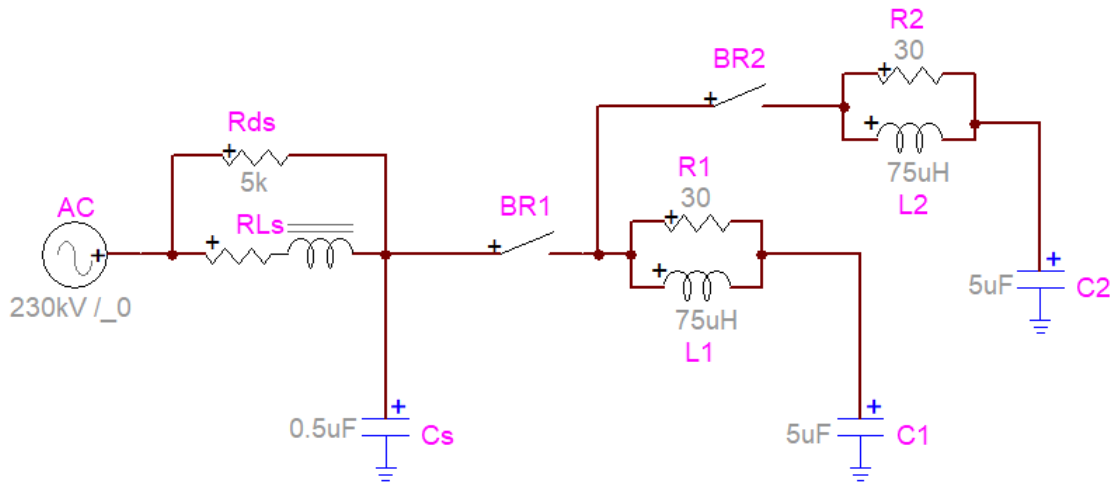 R2
30
BR2
Rds
5k
75uH
L2
R1
30
AC
RLs
BR1
230kV /_0
75uH
L1
5uF
C2
0.5uF
Cs
5uF
C1